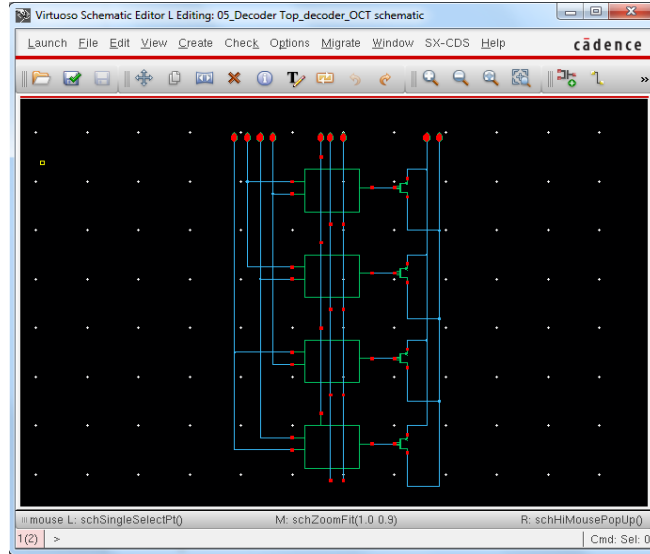 Virtuoso Schematic Editor L Editing: 05_Decoder Top_decoder_OCT schematic
Launch File Edit View Create Check Options Migrate Window SX-CDS Help cādence
»
mouse L: schSingleSelectPt() M: schZoomFit(1.0 0.9) R: schHiMousePopUp()
1(2) > Cmd: Sel: 0